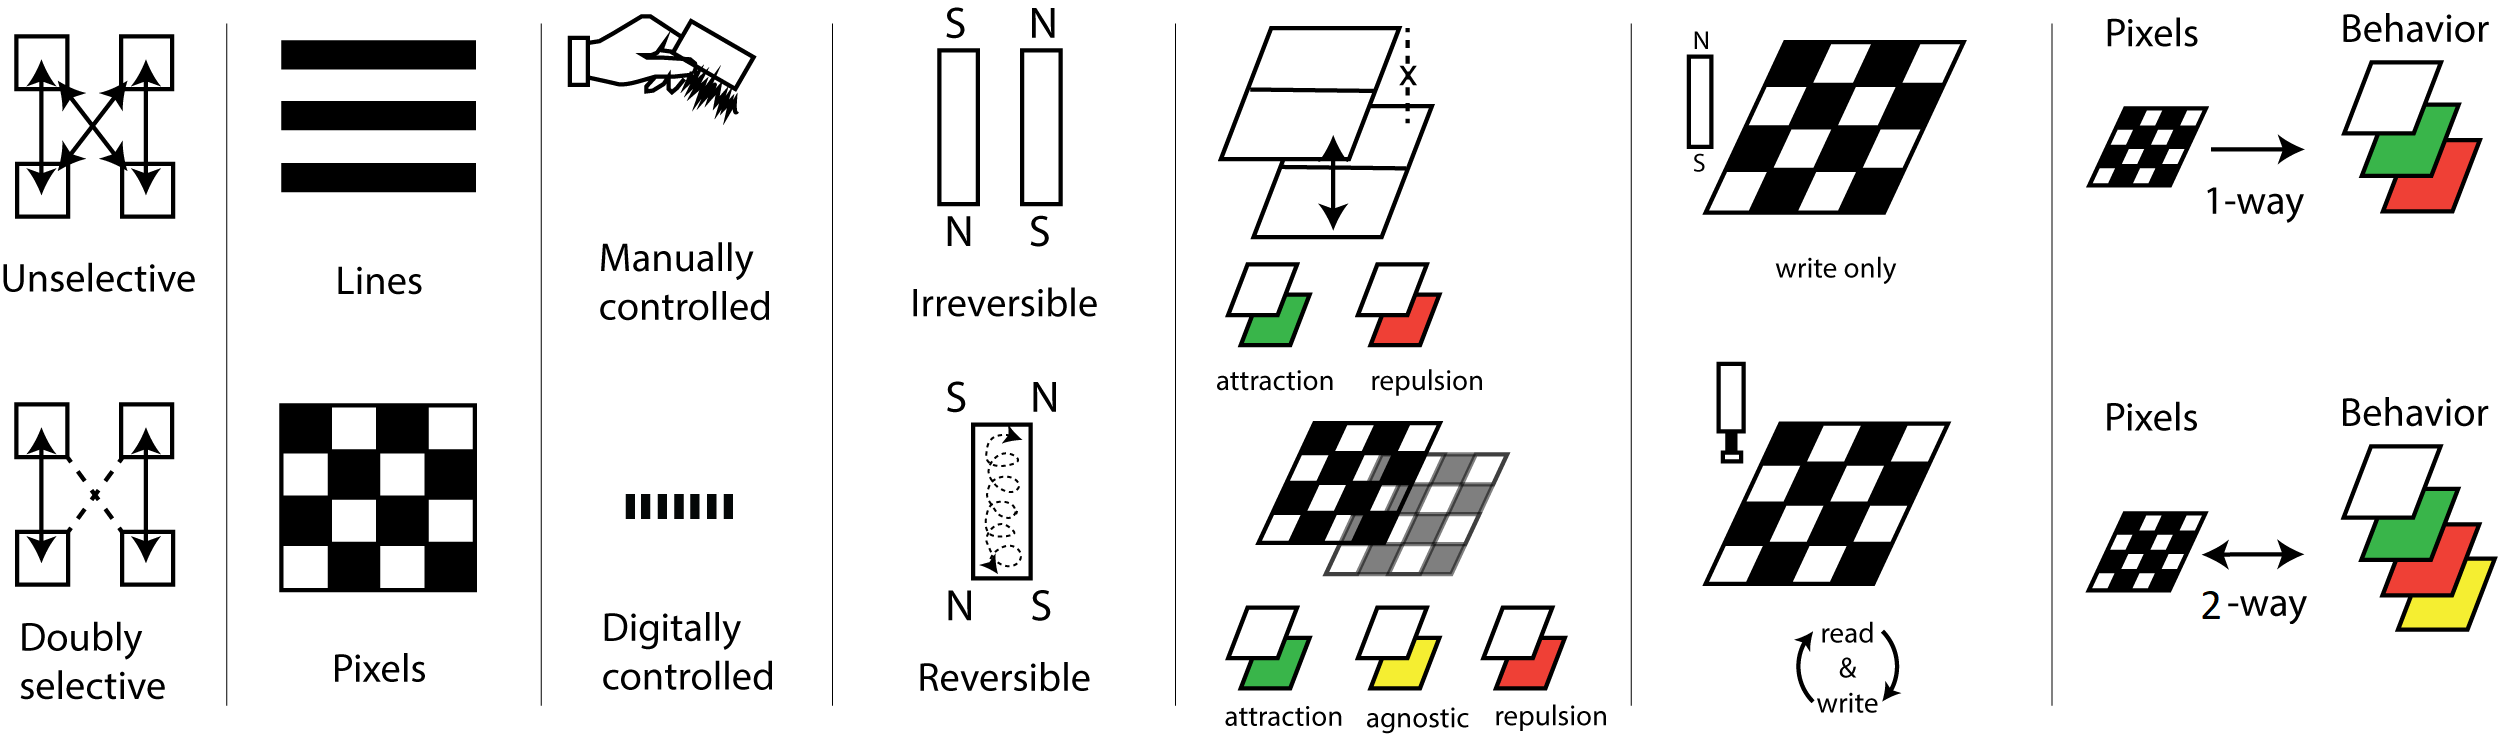 Unselective
Doubly
selective
Lines
Pixels
Manually
controlled
Digitally
controlled
S N
N S
Irreversible
S N
N S
Reversible
x
attraction repulsion
attraction agnostic repulsion
N
S
write only
read
&
write
Pixels Behavior
1-way
Pixels Behavior
2-way